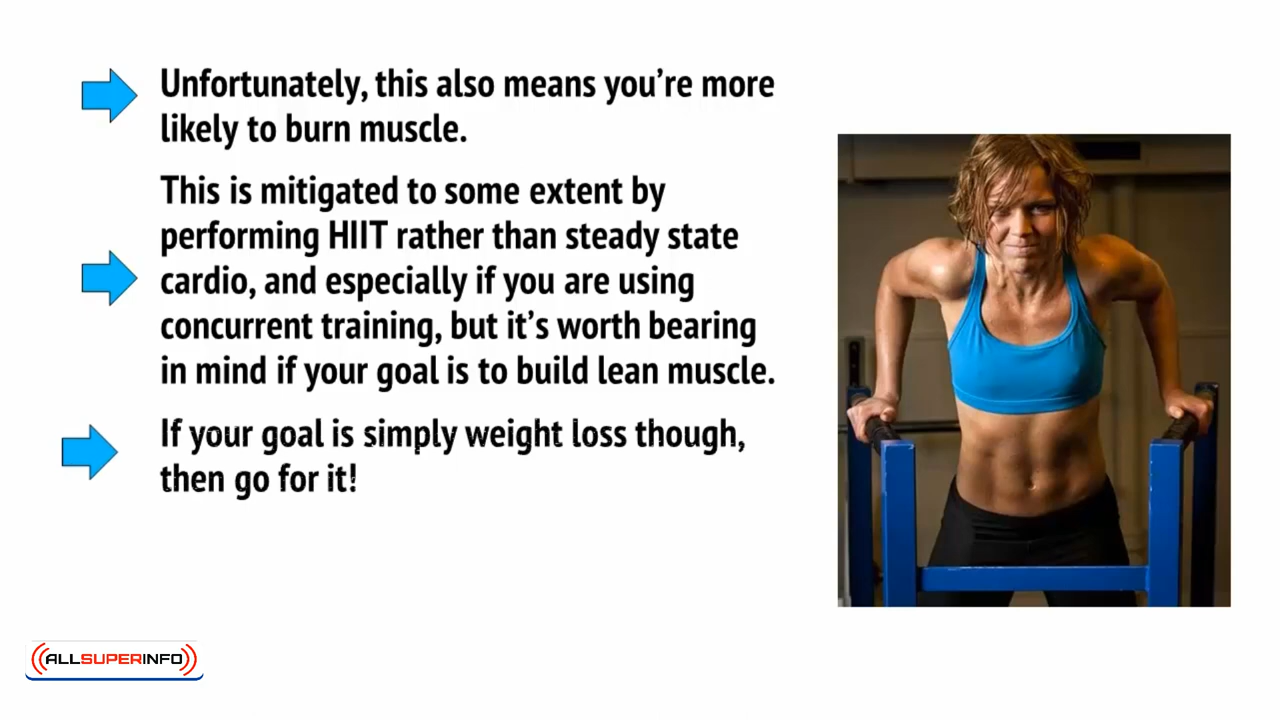 Unfortunately, this also means you’re more
likely to burn muscle.
This is mitigated to some extent by
performing HIIT rather than steady state
cardio, and especially if you are using
concurrent training, but it’s worth bearing
in mind if your goal is to build lean muscle.
If your goal is simply weight loss though,
then go for it!
ALLSUPERINFO